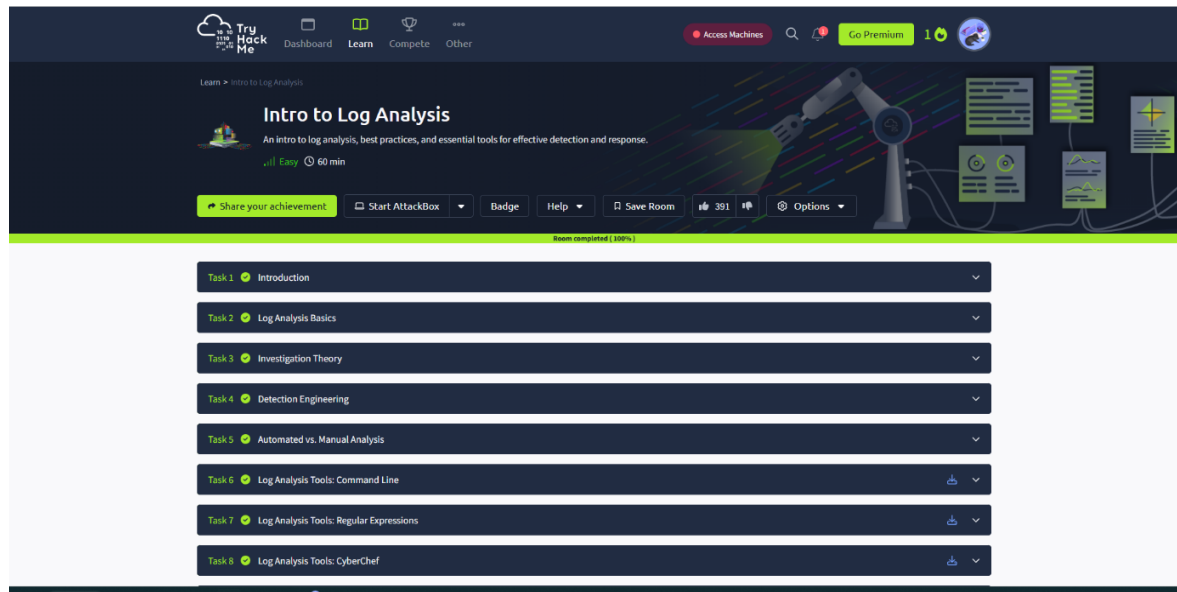 Try
Hack
Me
Dashboard
Learn
Compete
Other
Access Machines
Go Premium
1
Learn > Intro to Log Analysis
Intro to Log Analysis
An intro to log analysis, best practices, and essential tools for effective detection and response.
Easy 60 min
Share your achievement
Start AttackBox
Badge
Help
Save Room
391
Options
Room completed ( 100% )
Task 1 Introduction
Task 2 Log Analysis Basics
Task 3 Investigation Theory
Task 4 Detection Engineering
Task 5 Automated vs. Manual Analysis
Task 6 Log Analysis Tools: Command Line
Task 7 Log Analysis Tools: Regular Expressions
Task 8 Log Analysis Tools: CyberChef